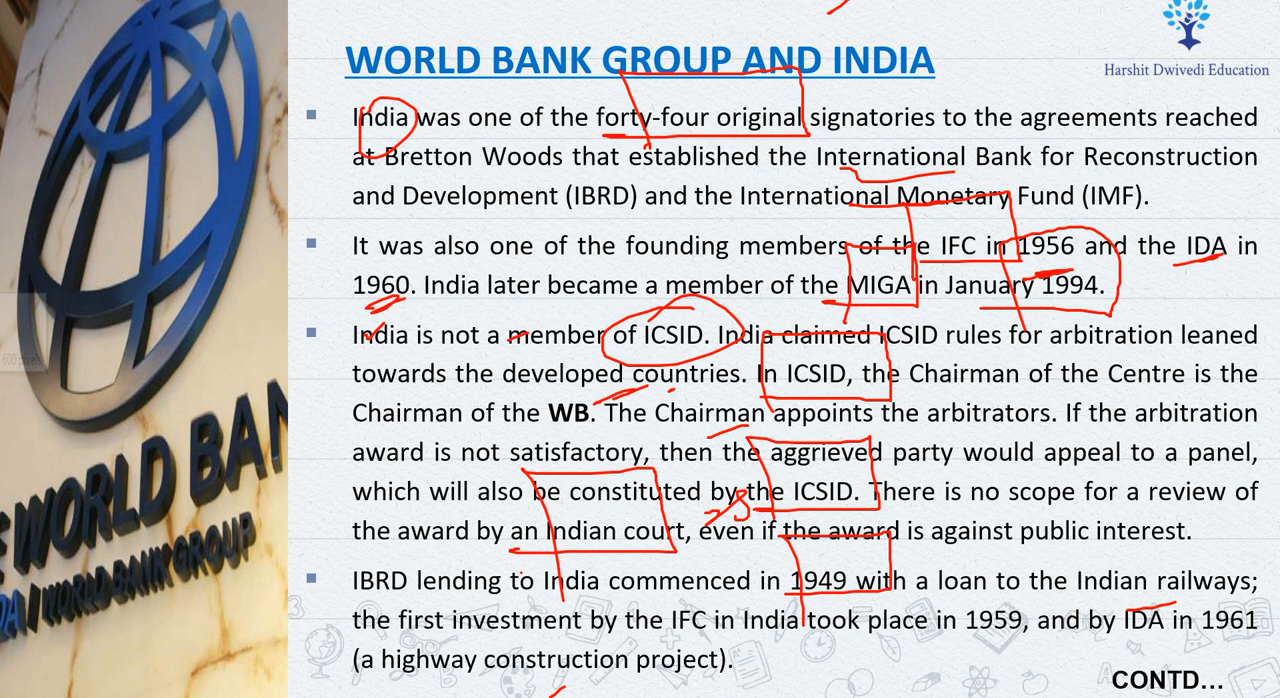 WORLD BANK GROUP AND INDIA
Harshit Dwivedi Education
India was one of the forty-four original signatories to the agreements reached
at Bretton Woods that established the International Bank for Reconstruction
and Development (IBRD) and the International Monetary Fund (IMF).
It was also one of the founding members of the IFC in 1956 and the IDA in
1960. India later became a member of the MIGA in January 1994.
India is not a member of ICSID. India claimed ICSID rules for arbitration leaned
towards the developed countries. In ICSID, the Chairman of the Centre is the
Chairman of the WB. The Chairman appoints the arbitrators. If the arbitration
award is not satisfactory, then the aggrieved party would appeal to a panel,
which will also be constituted by the ICSID. There is no scope for a review of
the award by an Indian court, even if the award is against public interest.
IBRD lending to India commenced in 1949 with a loan to the Indian railways;
the first investment by the IFC in India took place in 1959, and by IDA in 1961
(a highway construction project).
CONTD...
WORLD BAN
WORLD BANK GROUP